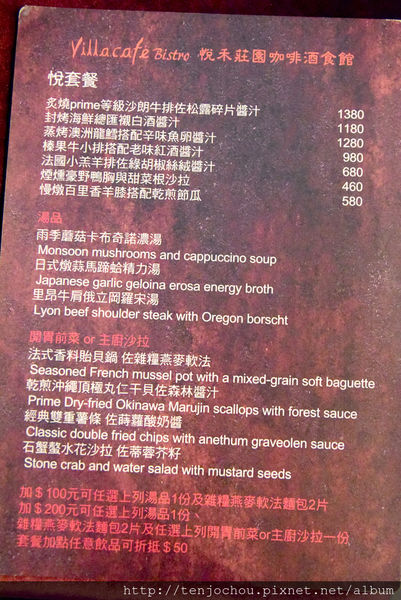 Villacafé Bistro 悅禾莊園咖啡酒食館
悅套餐
炙燒prime等級沙朗牛排佐松露碎片醬汁 1380
封烤海鮮總匯襯白酒醬汁 1180
蒸烤澳洲龍鱈搭配辛味魚卵醬汁 1280
榛果牛小排搭配老味紅酒醬汁 980
法國小羔羊排佐綠胡椒絲絨醬汁 680
煙燻豪野鴨胸與甜菜根沙拉 460
慢燉百里香羊膝搭配乾煎節瓜 580
湯品
雨季蘑菇卡布奇諾濃湯
Monsoon mushrooms and cappuccino soup
日式燉蒜馬蹄蛤精力湯
Japanese garlic geloina erosa energy broth
里昂牛肩俄立岡羅宋湯
Lyon beef shoulder steak with Oregon borscht
開胃前菜 or 主廚沙拉
法式香料貽貝鍋 佐雜糧燕麥軟法
Seasoned French mussel pot with a mixed-grain soft baguette
乾煎沖繩頂極丸仁干貝佐森林醬汁
Prime Dry-fried Okinawa Marujin scallops with forest sauce
經典雙重薯條 佐蒔蘿酸奶醬
Classic double fried chips with anethum graveolen sauce
石蟹螯水花沙拉 佐蒂蓉芥籽
Stone crab and water salad with mustard seeds
加＄100元可任選上列湯品1份及雜糧燕麥軟法麵包2片
加＄200元可任選上列湯品1份、
雜糧燕麥軟法麵包2片及任選上列開胃前菜or主廚沙拉一份
套餐加點任意飲品可折抵＄50
http://tenjochou.pixnet.net/album